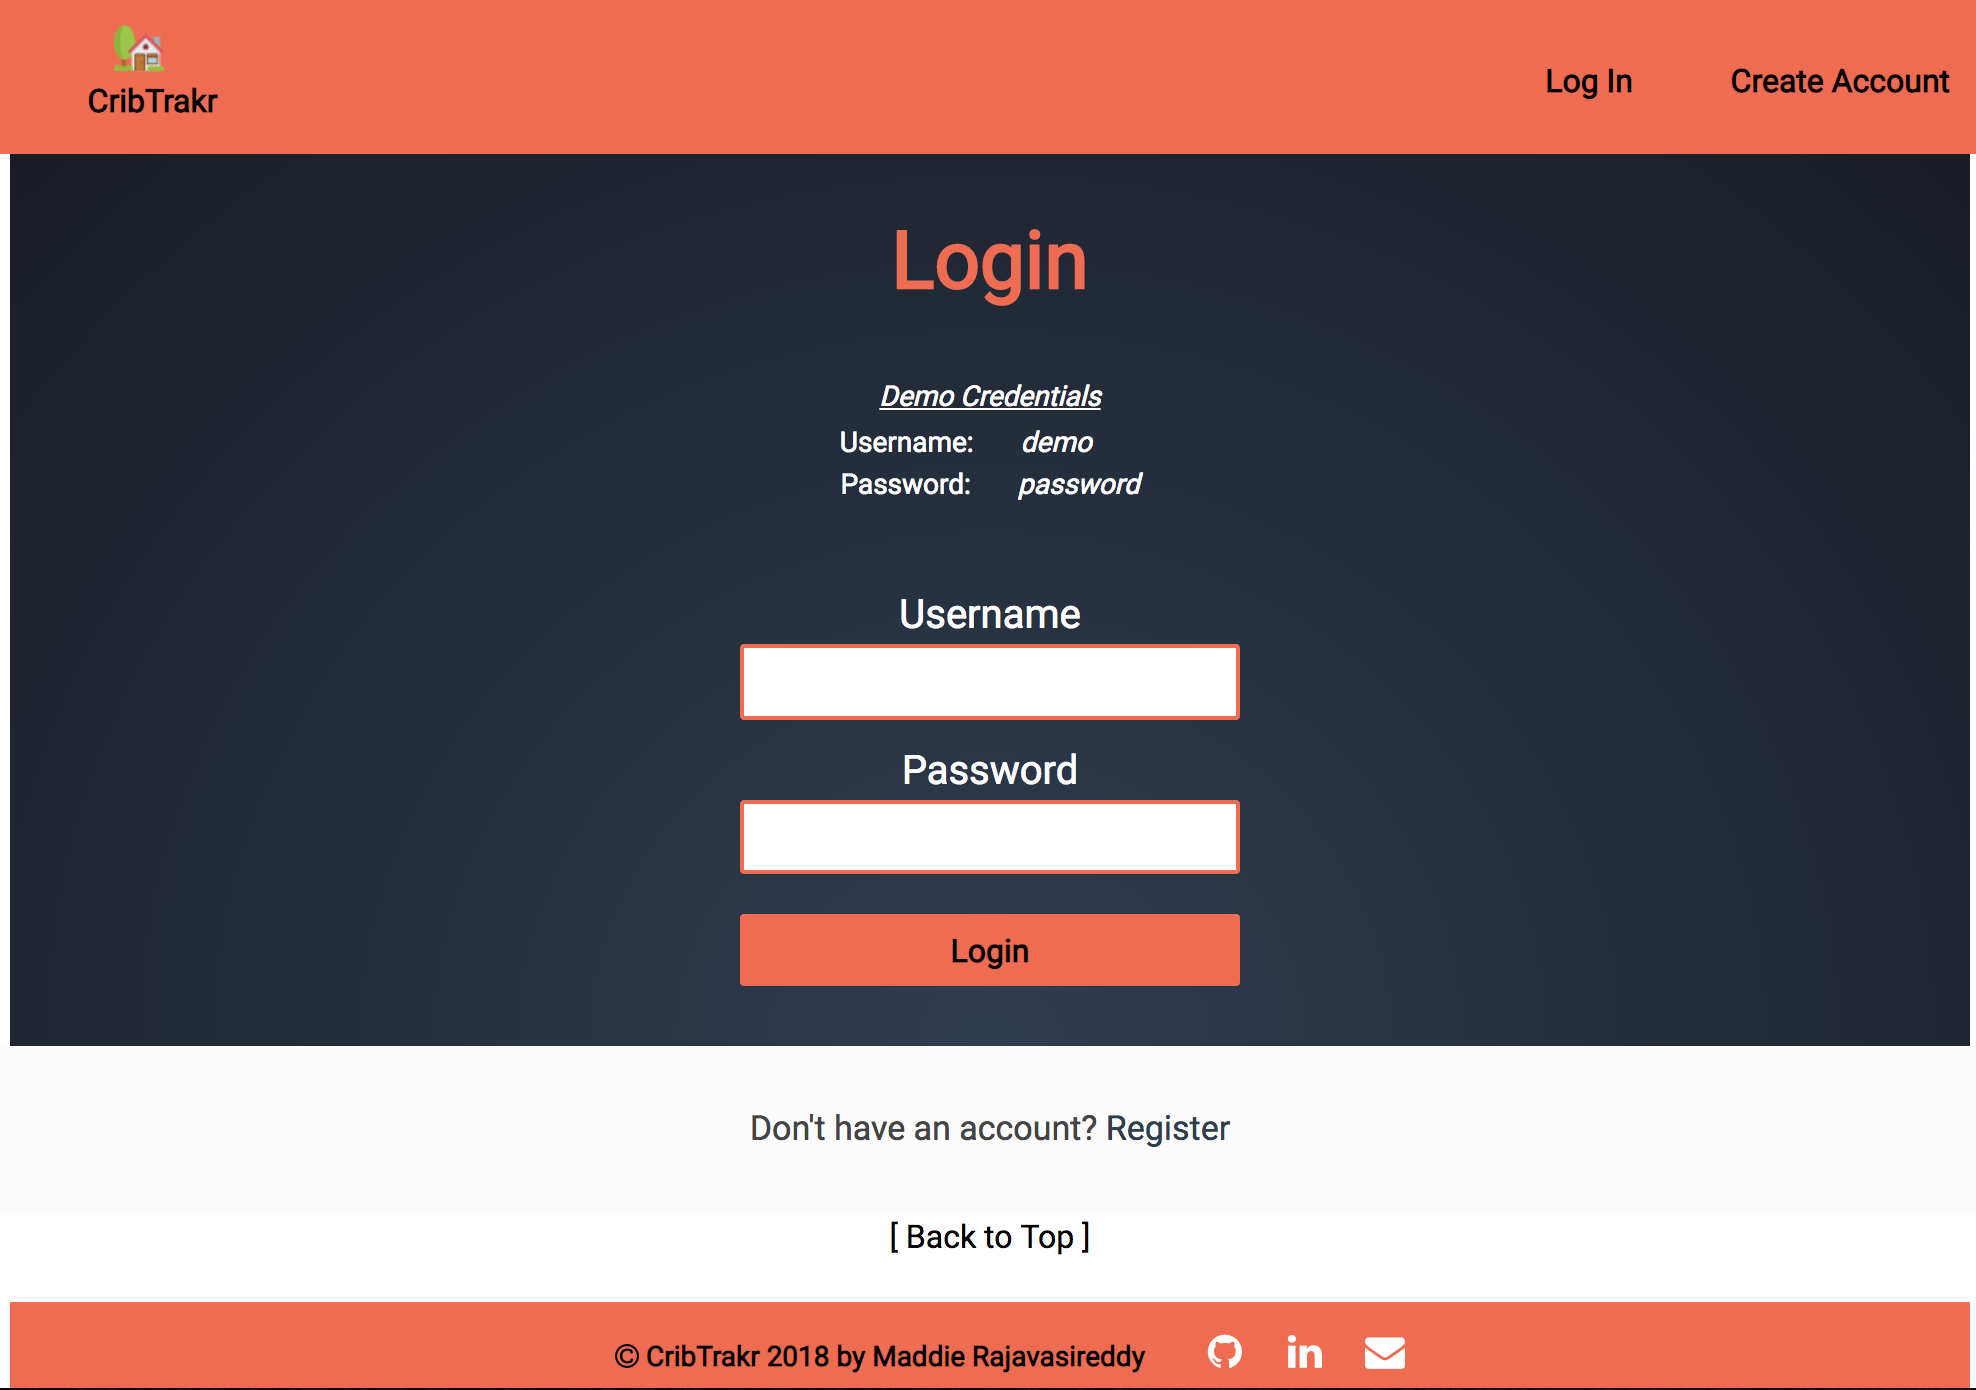 CribTrakr
Log In
Create Account
Login
Demo Credentials
Username: demo
Password: password
Username
Password
Login
Don't have an account? Register
[ Back to Top ]
© CribTrakr 2018 by Maddie Rajavasireddy